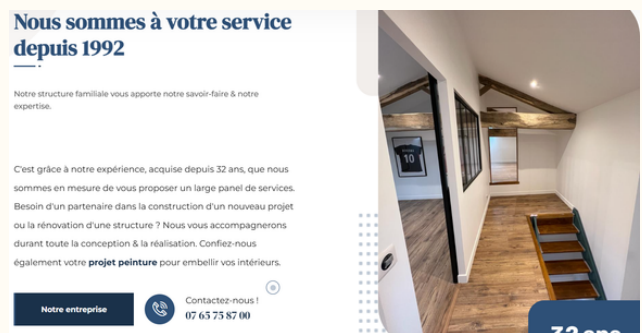 Nous sommes à votre service
depuis 1992
Notre structure familiale vous apporte notre savoir-faire & notre
expertise.
C'est grâce à notre expérience, acquise depuis 32 ans, que nous
sommes en mesure de vous proposer un large panel de services.
Besoin d'un partenaire dans la construction d'un nouveau projet
ou la rénovation d'une structure ? Nous vous accompagnerons
durant toute la conception & la réalisation. Confiez-nous
également votre projet peinture pour embellir vos intérieurs.
Notre entreprise
Contactez-nous !
07 65 75 87 00
10
32 ans